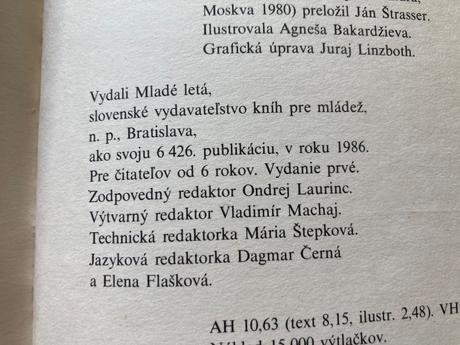 Moskva 1980) preložil Ján Štrasser.
Ilustrovala Agneša Bakardžieva.
Grafická úprava Juraj Linzboth.
Vydali Mladé letá,
slovenské vydavateľstvo kníh pre mládež,
n. p., Bratislava,
ako svoju 6 426. publikáciu, v roku 1986.
Pre čitateľov od 6 rokov. Vydanie prvé.
Zodpovedný redaktor Ondrej Laurinc.
Výtvarný redaktor Vladimír Machaj.
Technická redaktorka Mária Štepková.
Jazyková redaktorka Dagmar Černá
a Elena Flašková.
AH 10,63 (text 8,15, ilustr. 2,48). VH
15 000 výtlačkov.